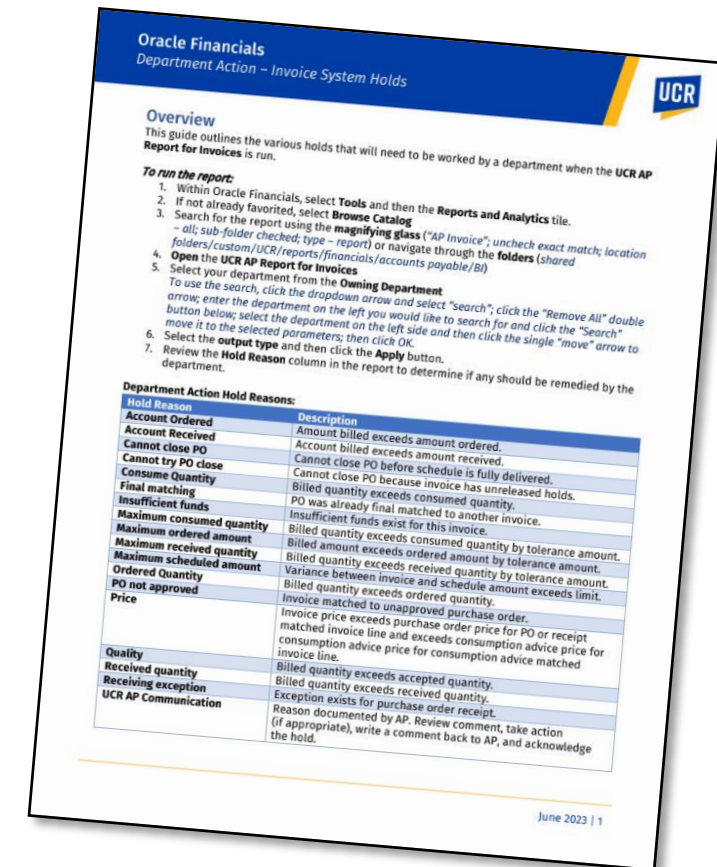 Oracle Financials
Department Action – Invoice System Holds
UCR
Overview
This guide outlines the various holds that will need to be worked by a department when the UCR AP
Report for Invoices is run.
To run the report:
1. Within Oracle Financials, select Tools and then the Reports and Analytics tile.
2. If not already favorited, select Browse Catalog
3. Search for the report using the magnifying glass ("AP Invoice"; uncheck exact match; location
– all; sub-folder checked; type – report) or navigate through the folders (shared
folders/custom/UCR/reports/financials/accounts payable/BI)
4. Open the UCR AP Report for Invoices
5. Select your department from the Owning Department
To use the search, click the dropdown arrow and select "search"; click the "Remove All" double
arrow; enter the department on the left you would like to search for and click the "Search"
button below; select the department on the left side and then click the single "move" arrow to
move it to the selected parameters; then click OK.
6. Select the output type and then click the Apply button.
7. Review the Hold Reason column in the report to determine if any should be remedied by the
department.
Department Action Hold Reasons:
Hold Reason Description
Account Ordered Amount billed exceeds amount ordered.
Account Received Account billed exceeds amount received.
Cannot close PO Cannot close PO before schedule is fully delivered.
Cannot try PO close Cannot close PO because invoice has unreleased holds.
Consume Quantity Billed quantity exceeds consumed quantity.
Final matching PO was already final matched to another invoice.
Insufficient funds Insufficient funds exist for this invoice.
Maximum consumed quantity Billed quantity exceeds consumed quantity by tolerance amount.
Maximum ordered amount Billed amount exceeds ordered amount by tolerance amount.
Maximum received quantity Billed quantity exceeds received quantity by tolerance amount.
Maximum scheduled amount Variance between invoice and schedule amount exceeds limit.
Ordered Quantity Billed quantity exceeds ordered quantity.
PO not approved Invoice matched to unapproved purchase order.
Price Invoice price exceeds purchase order price for PO or receipt
matched invoice line and exceeds consumption advice price for
consumption advice price for consumption advice matched
invoice line.
Quality Billed quantity exceeds accepted quantity.
Received quantity Billed quantity exceeds received quantity.
Receiving exception Exception exists for purchase order receipt.
UCR AP Communication Reason documented by AP. Review comment, take action
(if appropriate), write a comment back to AP, and acknowledge
the hold.
June 2023 | 1